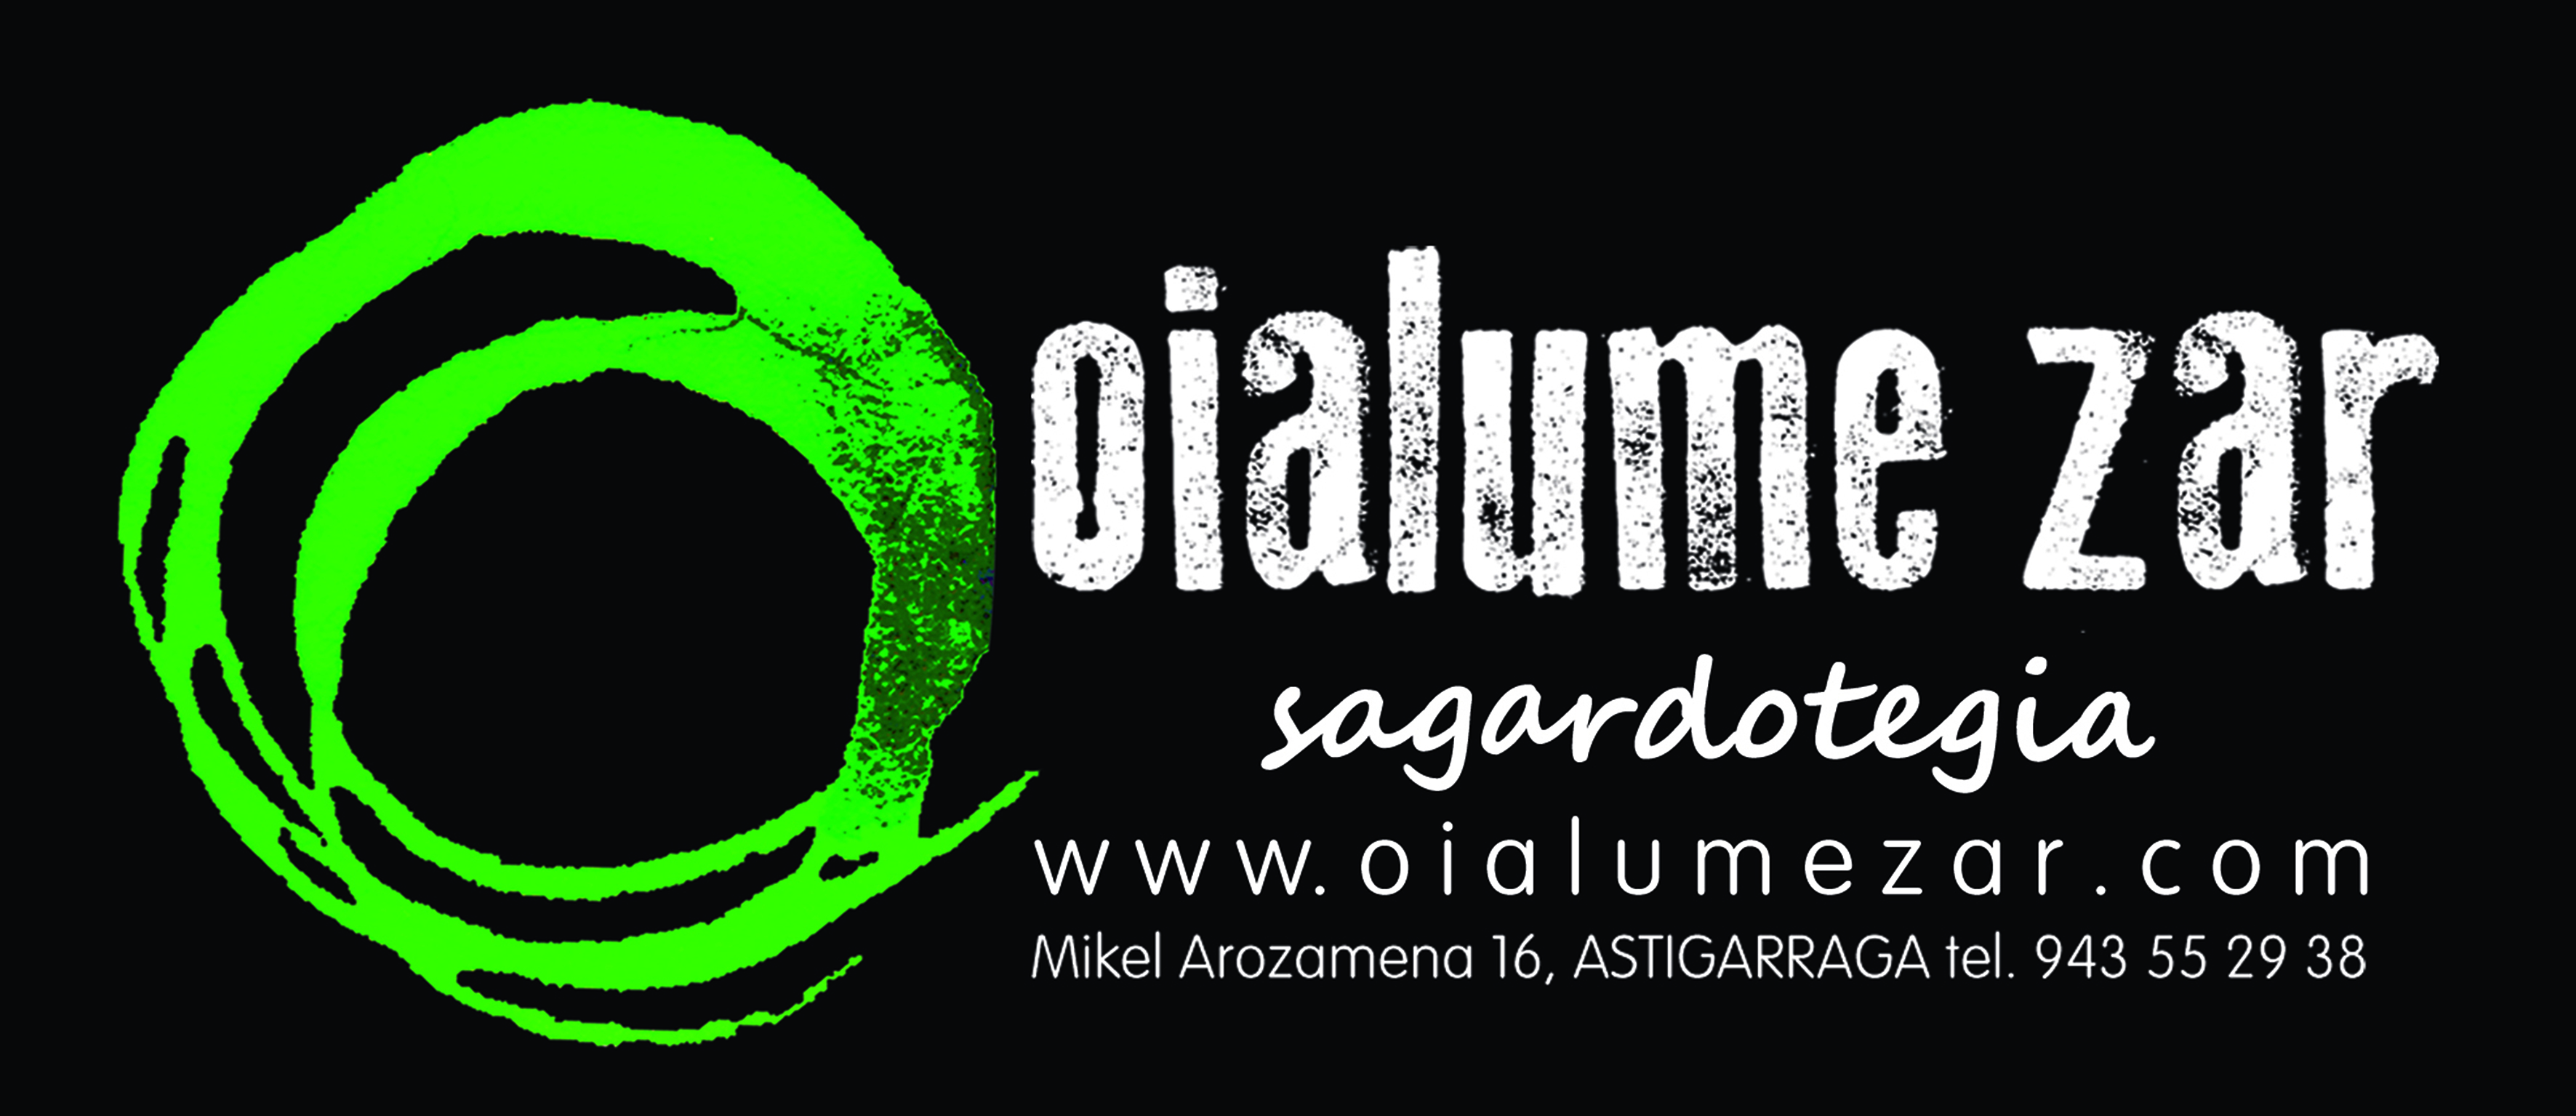 oialume zar
sagardotegia
www.oialumezar.com
Mikel Arozamena 16, ASTIGARRAGA tel. 943 55 29 38